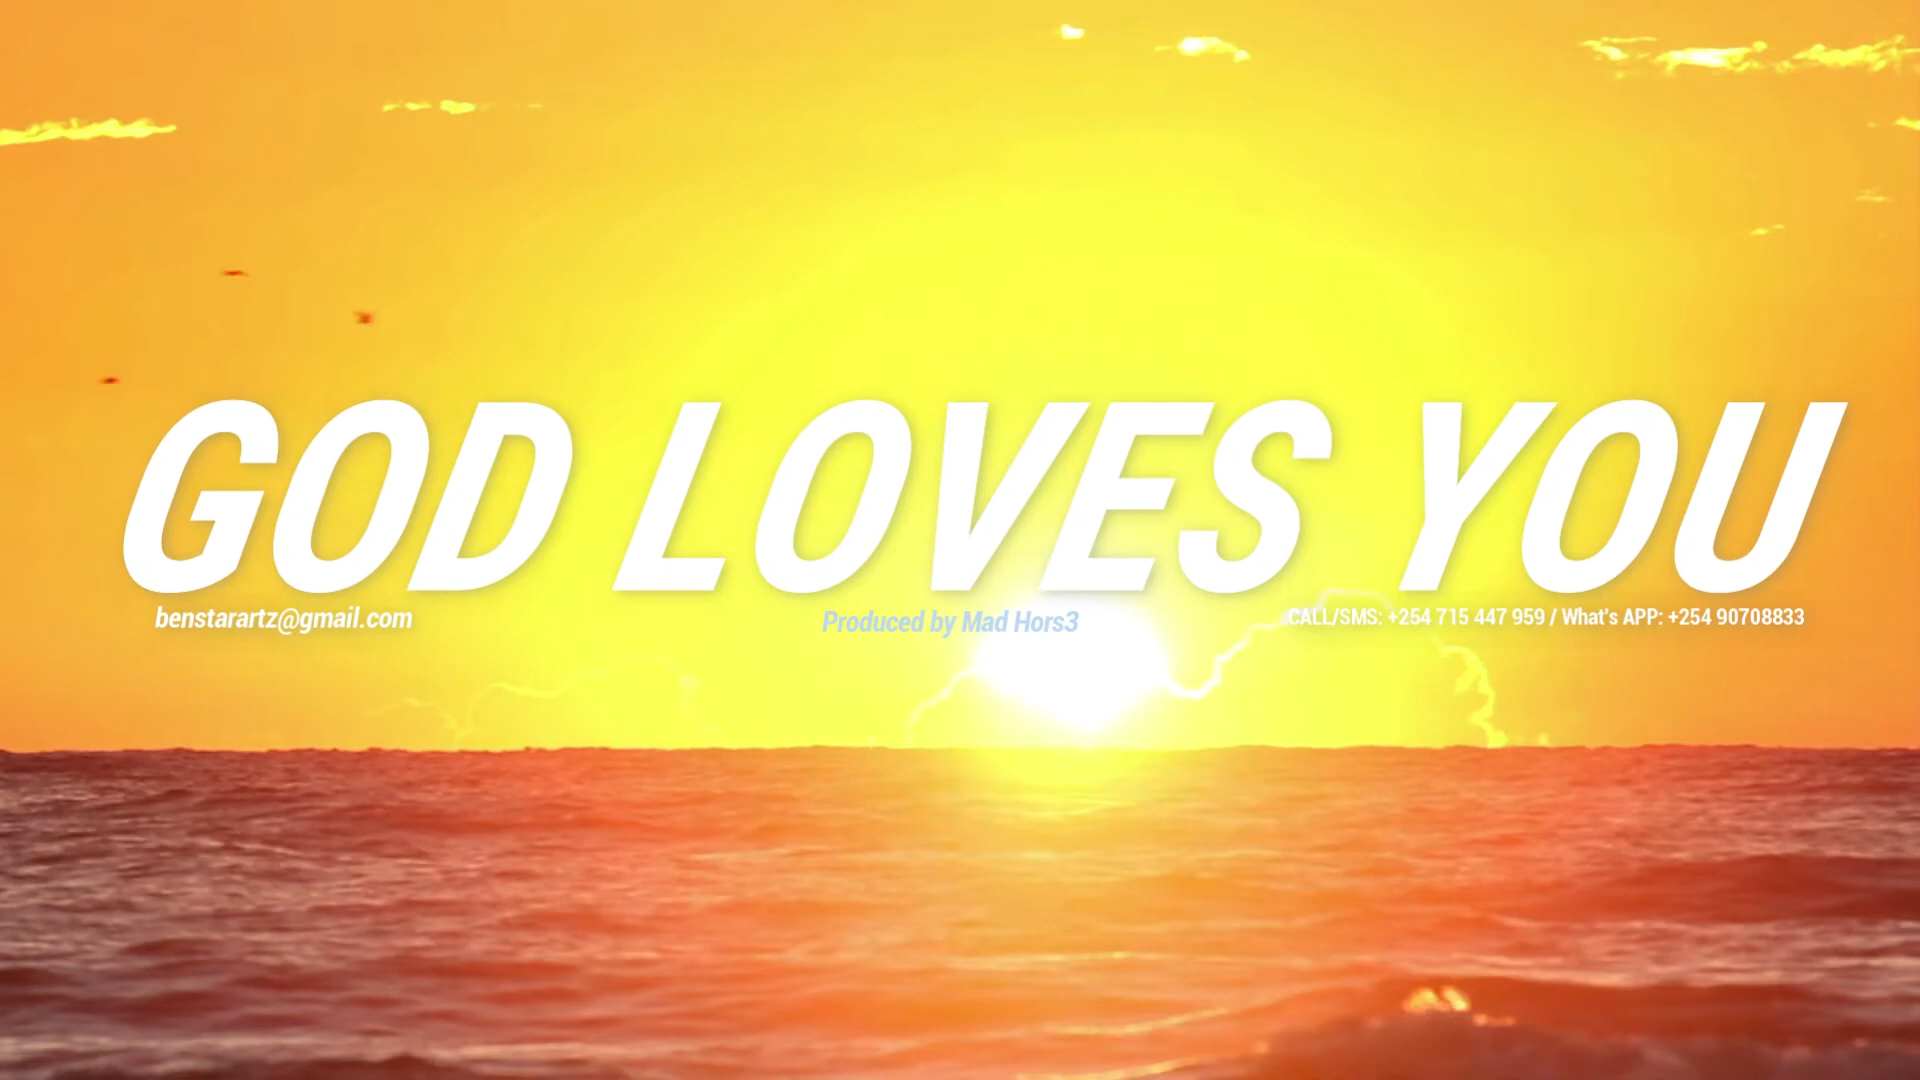 GOD LOVES YOU
benstarartz@gmail.com
Produced by Mad Hors3
CALL/SMS: +254 715 447 959 / What's APP: +254 90708833